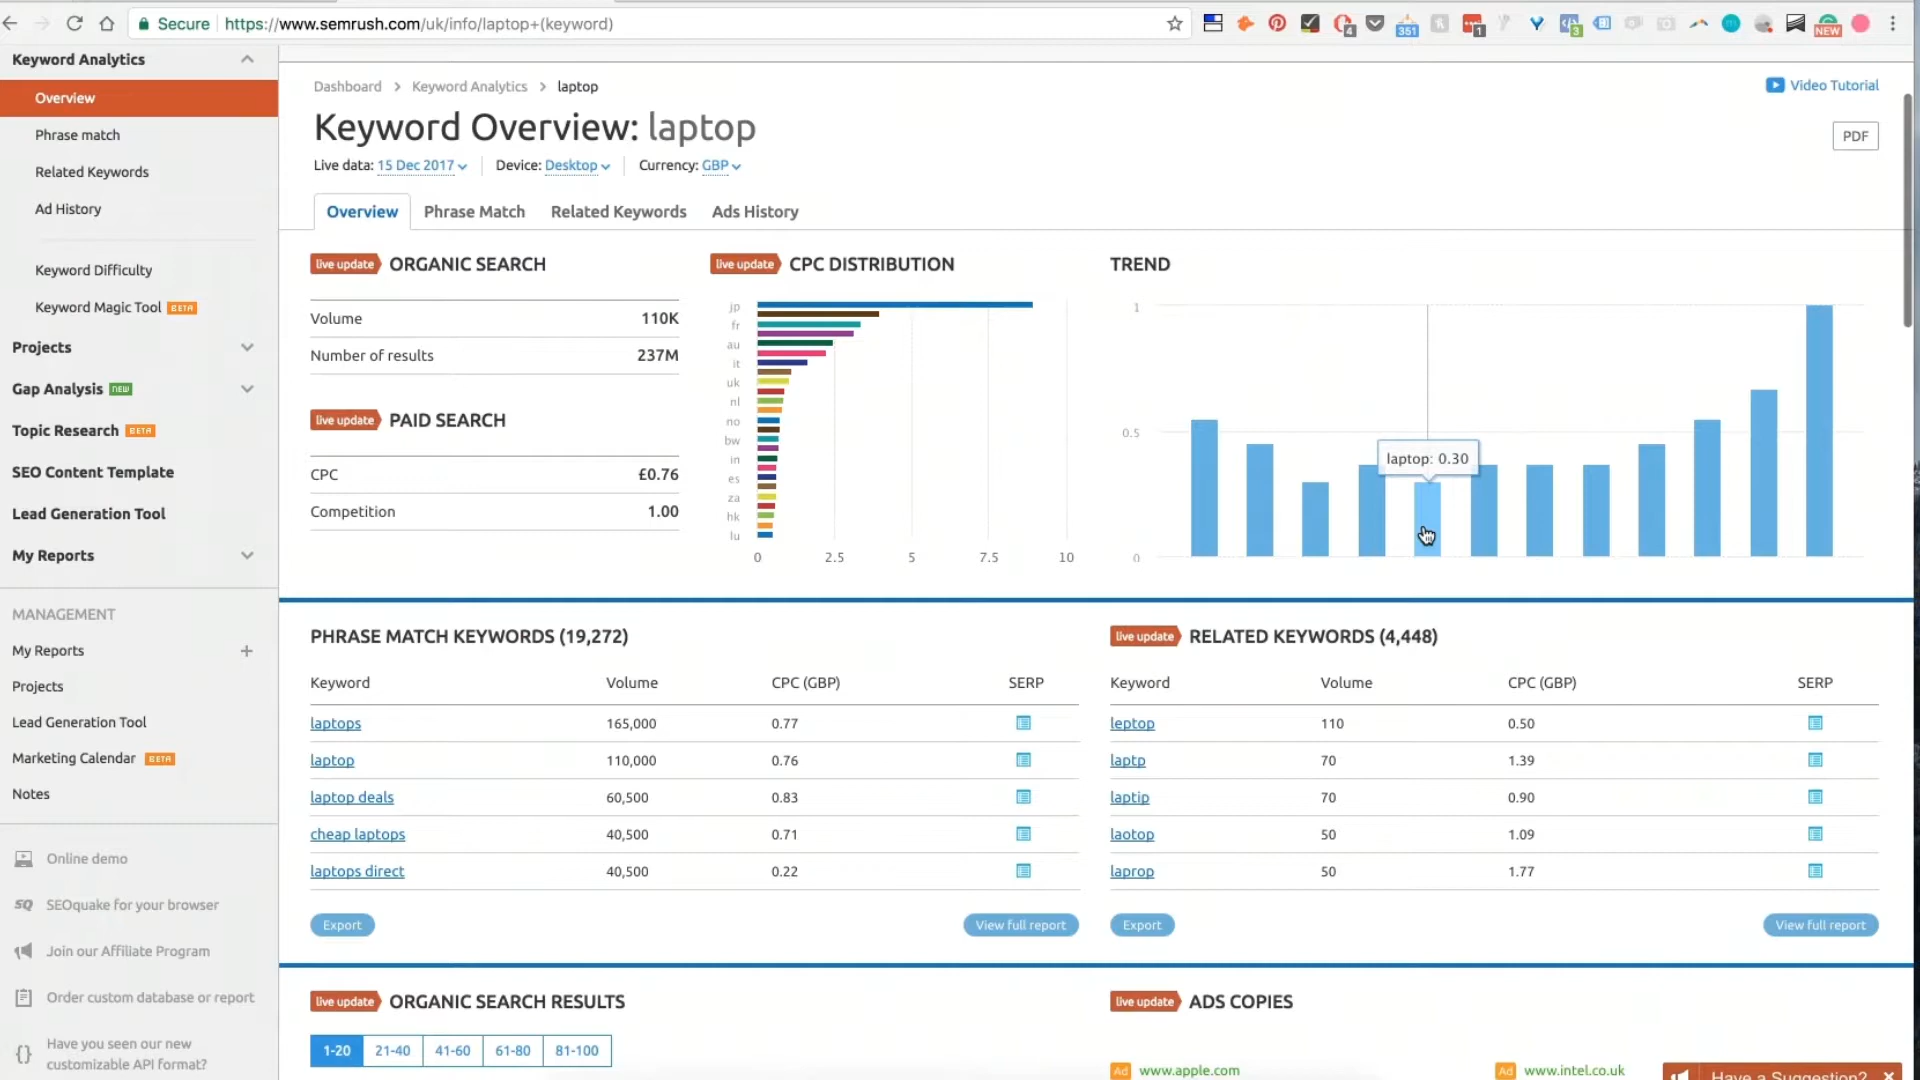 Secure https://www.semrush.com/uk/info/laptop+(keyword)
4
351
1
3
NEW
Keyword Analytics
Overview
Phrase match
Related Keywords
Ad History
Keyword Difficulty
Keyword Magic Tool BETA
Projects
Gap Analysis NEW
Topic Research BETA
SEO Content Template
Lead Generation Tool
My Reports
MANAGEMENT
My Reports +
Projects
Lead Generation Tool
Marketing Calendar BETA
Notes
Online demo
SQ SEOquake for your browser
Join our Affiliate Program
Order custom database or report
{} Have you seen our new
customizable API format?
Dashboard > Keyword Analytics > laptop
Video Tutorial
Keyword Overview: laptop
PDF
Live data: 15 Dec 2017 Device: Desktop Currency: GBP
Overview Phrase Match Related Keywords Ads History
live update ORGANIC SEARCH
Volume 110K
Number of results 237M
live update PAID SEARCH
CPC £0.76
Competition 1.00
live update CPC DISTRIBUTION
jp
fr
au
it
uk
nl
no
bw
in
es
za
hk
lu
0 2.5 5 7.5 10
TREND
1
0.5
0
laptop: 0.30
PHRASE MATCH KEYWORDS (19,272)
Keyword Volume CPC (GBP) SERP
laptops 165,000 0.77
laptop 110,000 0.76
laptop deals 60,500 0.83
cheap laptops 40,500 0.71
laptops direct 40,500 0.22
Export View full report
live update RELATED KEYWORDS (4,448)
Keyword Volume CPC (GBP) SERP
leptop 110 0.50
laptp 70 1.39
laptip 70 0.90
laotop 50 1.09
laprop 50 1.77
Export View full report
live update ORGANIC SEARCH RESULTS
1-20 21-40 41-60 61-80 81-100
live update ADS COPIES
Ad www.apple.com
Ad www.intel.co.uk
Have a Suggestion? ×